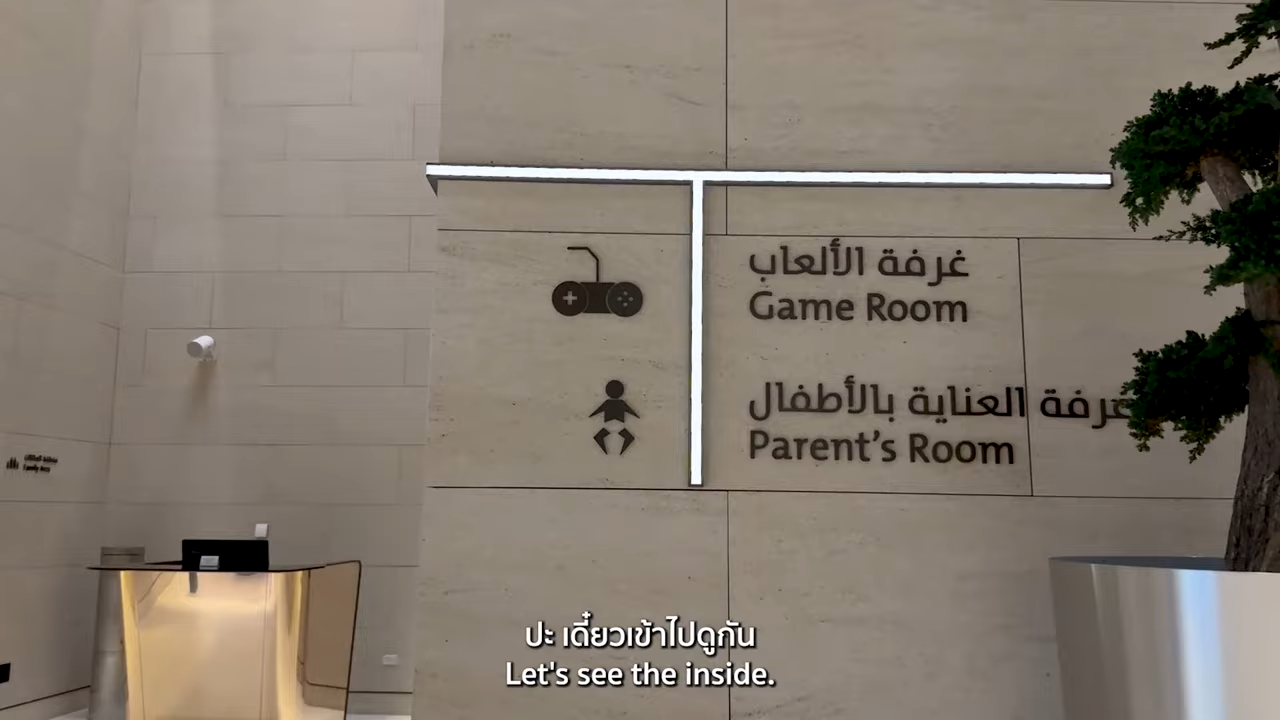 غرفة الألعاب
Game Room
غرفة العناية بالأطفال
Parent's Room
ปะ เดี๋ยวเข้าไปดูกัน
Let's see the inside.